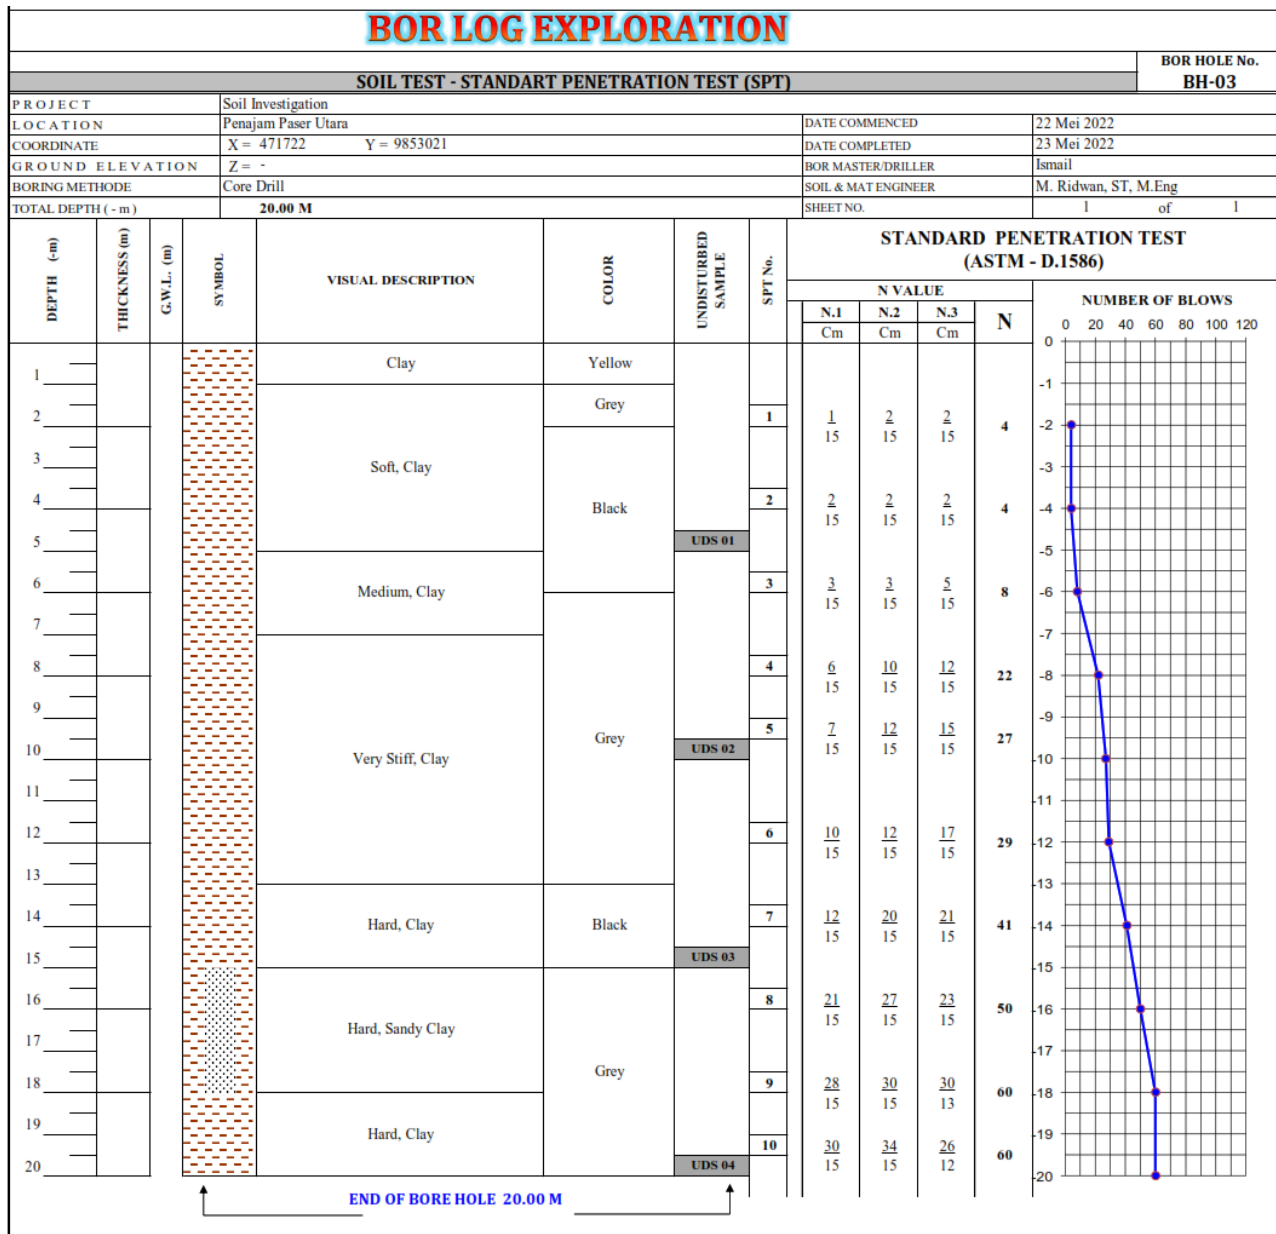 BOR LOG EXPLORATION
BOR HOLE No.
SOIL TEST - STANDART PENETRATION TEST (SPT) BH-03
PROJECT Soil Investigation
LOCATION Penajam Paser Utara DATE COMMENCED 22 Mei 2022
COORDINATE X = 471722 Y = 9853021 DATE COMPLETED 23 Mei 2022
GROUND ELEVATION Z = - BOR MASTER/DRILLER Ismail
BORING METHODE Core Drill SOIL & MAT ENGINEER M. Ridwan, ST, M.Eng
TOTAL DEPTH ( - m ) 20.00 M SHEET NO. 1 of 1
DEPTH (-m)
THICKNESS (m)
G.W.L. (m)
SYMBOL
VISUAL DESCRIPTION
COLOR
UNDISTURBED
SAMPLE
SPT No.
STANDARD PENETRATION TEST
(ASTM - D.1586)
N VALUE
N.1 N.2 N.3 N
Cm Cm Cm
NUMBER OF BLOWS
0 20 40 60 80 100 120
Clay Yellow
1
Grey
2 1 1 2 2 4
15 15 15
3
Soft, Clay
4 Black 2 2 2 2 4
15 15 15
5 UDS 01
6 Medium, Clay 3 3 3 5 8
15 15 15
7
8 4 6 10 12 22
15 15 15
9
5 7 12 15 27
10 Grey UDS 02 15 15 15
Very Stiff, Clay
11
12 6 10 12 17 29
15 15 15
13
14 Hard, Clay Black 7 12 20 21 41
15 15 15
15 UDS 03
16 8 21 27 23 50
15 15 15
Hard, Sandy Clay
17
Grey
18 9 28 30 30 60
15 15 13
19
Hard, Clay
10 30 34 26 60
20 UDS 04 15 15 12
0
-1
-2
-3
-4
-5
-6
-7
-8
-9
-10
-11
-12
-13
-14
-15
-16
-17
-18
-19
-20
END OF BORE HOLE 20.00 M